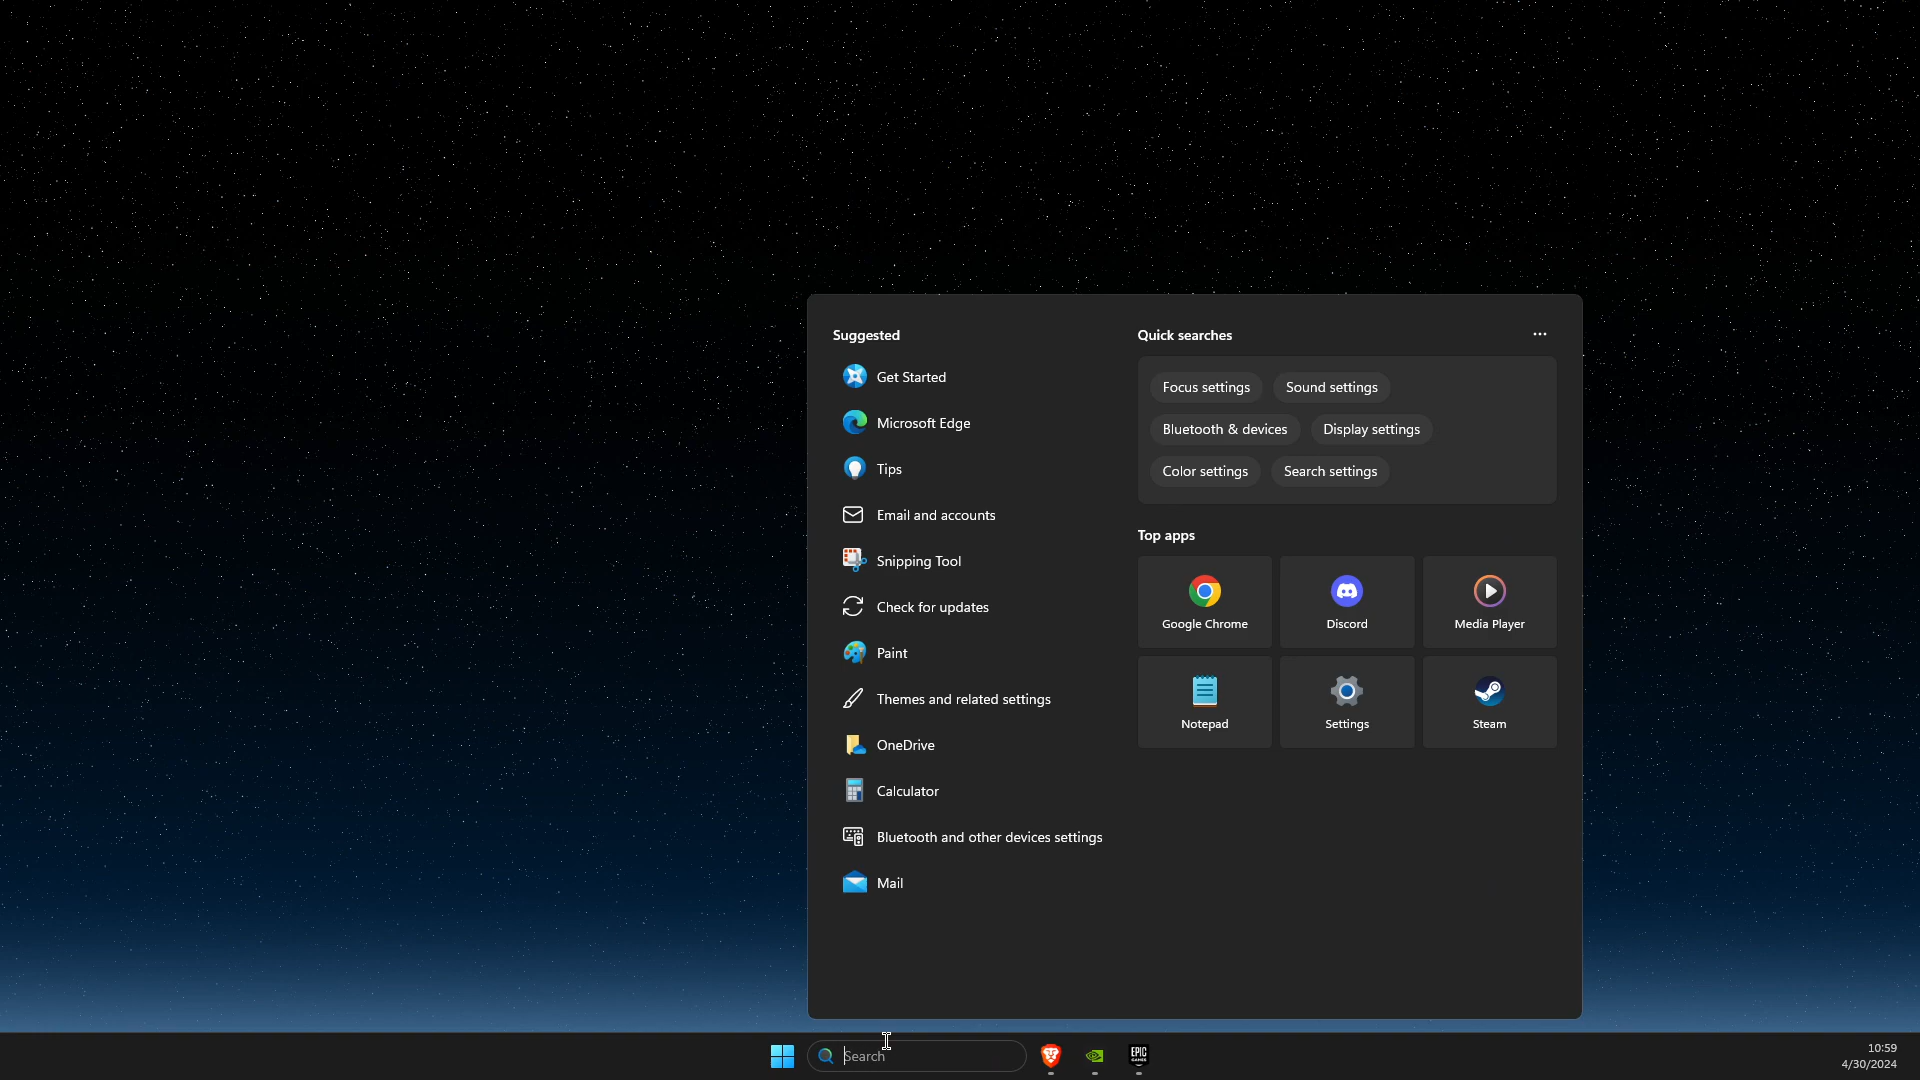 Suggested
Get Started
Microsoft Edge
Tips
Email and accounts
Snipping Tool
Check for updates
Paint
Themes and related settings
OneDrive
Calculator
Bluetooth and other devices settings
Mail
Quick searches
Focus settings
Sound settings
Bluetooth & devices
Display settings
Color settings
Search settings
Top apps
Google Chrome
Discord
Media Player
Notepad
Settings
Steam
Search
EPIC
GAMES
10:59
4/30/2024